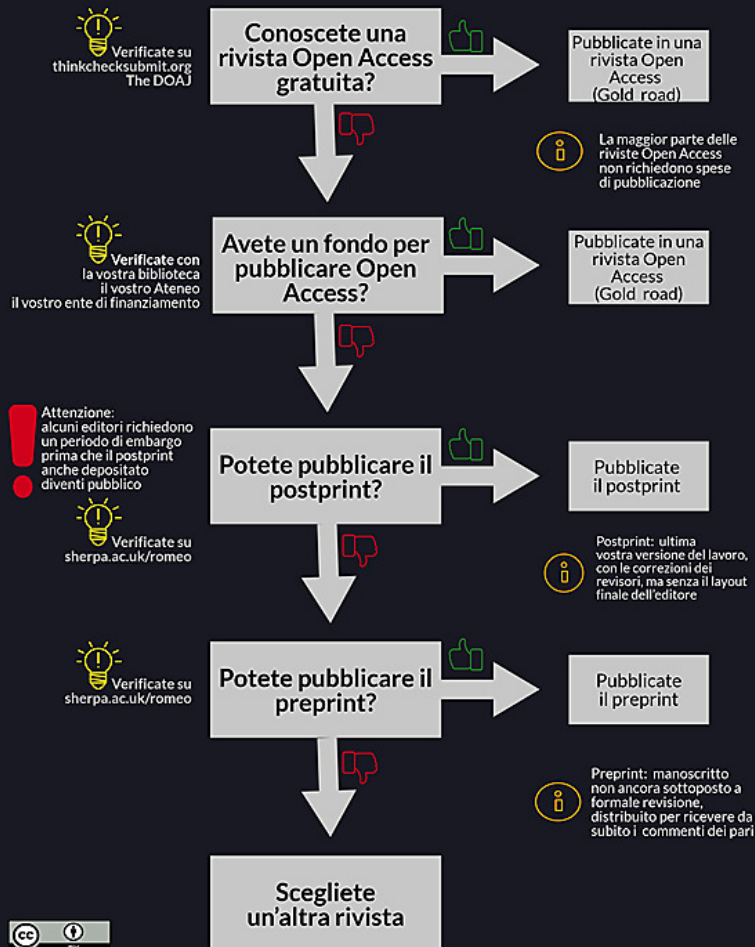 Verificate su
thinkchecksubmit.org
The DOAJ
Conoscete una
rivista Open Access
gratuita?
Pubblicate in una
rivista Open
Access
(Gold road)
La maggior parte delle
riviste Open Access
non richiedono spese
di pubblicazione
Verificate con
la vostra biblioteca
il vostro Ateneo
il vostro ente di finanziamento
Avete un fondo per
pubblicare Open
Access?
Pubblicate in una
rivista Open
Access
(Gold road)
Attenzione:
alcuni editori richiedono
un periodo di embargo
prima che il postprint
anche depositato
diventi pubblico
Verificate su
sherpa.ac.uk/romeo
Potete pubblicare il
postprint?
Pubblicate
il postprint
Postprint: ultima
vostra versione del lavoro,
con le correzioni dei
revisori, ma senza il layout
finale dell'editore
Verificate su
sherpa.ac.uk/romeo
Potete pubblicare il
preprint?
Pubblicate
il preprint
Preprint: manoscritto
non ancora sottoposto a
formale revisione,
distribuito per ricevere da
subito i commenti dei pari
Scegliete
un'altra rivista
cc